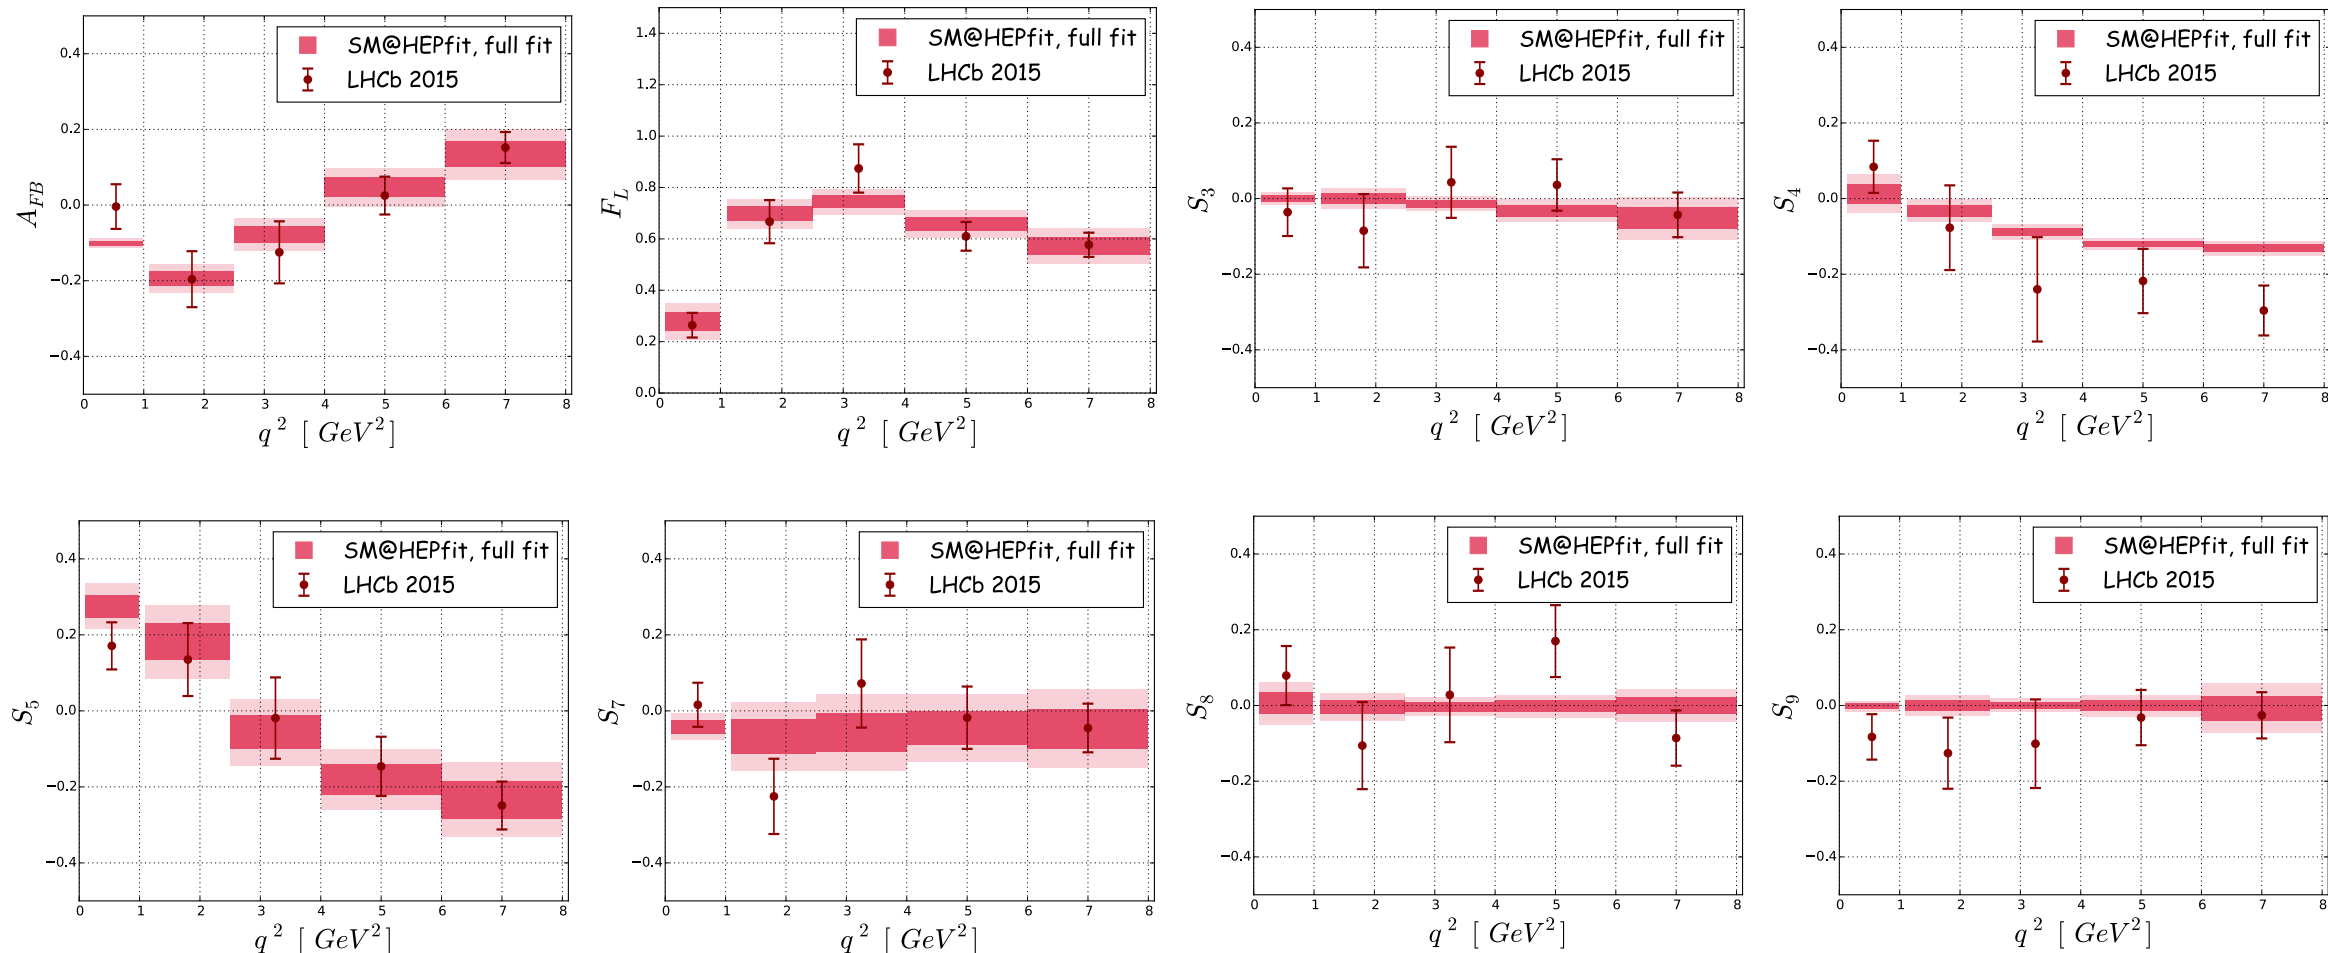 SM@HEPfit, full fit
LHCb 2015
0.4
0.2
0.0
−0.2
−0.4
A_{FB}
0 1 2 3 4 5 6 7 8
q² [ GeV²]
SM@HEPfit, full fit
LHCb 2015
1.4
1.2
1.0
0.8
0.6
0.4
0.2
0.0
F_L
0 1 2 3 4 5 6 7 8
q² [ GeV²]
SM@HEPfit, full fit
LHCb 2015
0.4
0.2
0.0
−0.2
−0.4
S_3
0 1 2 3 4 5 6 7 8
q² [ GeV²]
SM@HEPfit, full fit
LHCb 2015
0.4
0.2
0.0
−0.2
−0.4
S_4
0 1 2 3 4 5 6 7 8
q² [ GeV²]
SM@HEPfit, full fit
LHCb 2015
0.4
0.2
0.0
−0.2
−0.4
S_5
0 1 2 3 4 5 6 7 8
q² [ GeV²]
SM@HEPfit, full fit
LHCb 2015
0.4
0.2
0.0
−0.2
−0.4
S_7
0 1 2 3 4 5 6 7 8
q² [ GeV²]
SM@HEPfit, full fit
LHCb 2015
0.4
0.2
0.0
−0.2
−0.4
S_8
0 1 2 3 4 5 6 7 8
q² [ GeV²]
SM@HEPfit, full fit
LHCb 2015
0.4
0.2
0.0
−0.2
−0.4
S_9
0 1 2 3 4 5 6 7 8
q² [ GeV²]